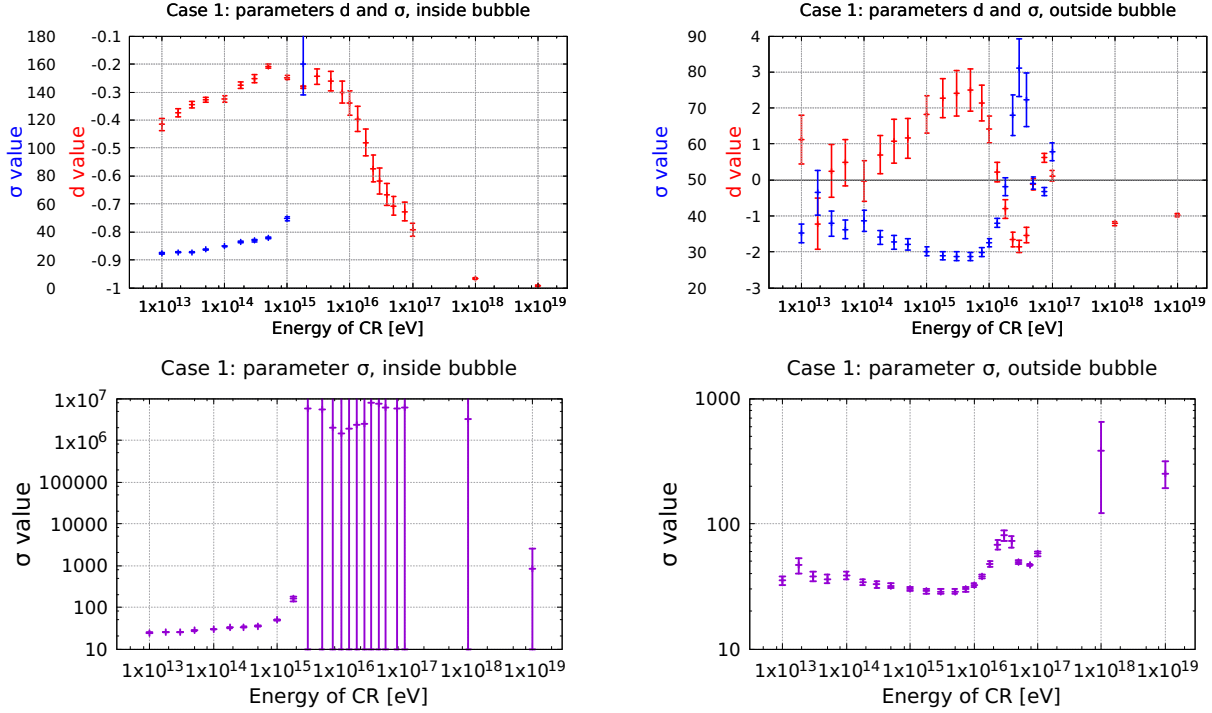 Case 1: parameters d and σ, inside bubble
180 -0.1
160 -0.2
140 -0.3
120 -0.4
100 -0.5
80 -0.6
60 -0.7
40 -0.8
20 -0.9
0 -1
σ value
d value
1x10^13 1x10^14 1x10^15 1x10^16 1x10^17 1x10^18 1x10^19
Energy of CR [eV]
Case 1: parameters d and σ, outside bubble
90 4
80 3
70 2
60 1
50 0
40 -1
30 -2
20 -3
σ value
d value
1x10^13 1x10^14 1x10^15 1x10^16 1x10^17 1x10^18 1x10^19
Energy of CR [eV]
Case 1: parameter σ, inside bubble
1x10^7
1x10^6
100000
10000
1000
100
10
σ value
1x10^13 1x10^14 1x10^15 1x10^16 1x10^17 1x10^18 1x10^19
Energy of CR [eV]
Case 1: parameter σ, outside bubble
1000
100
10
σ value
1x10^13 1x10^14 1x10^15 1x10^16 1x10^17 1x10^18 1x10^19
Energy of CR [eV]